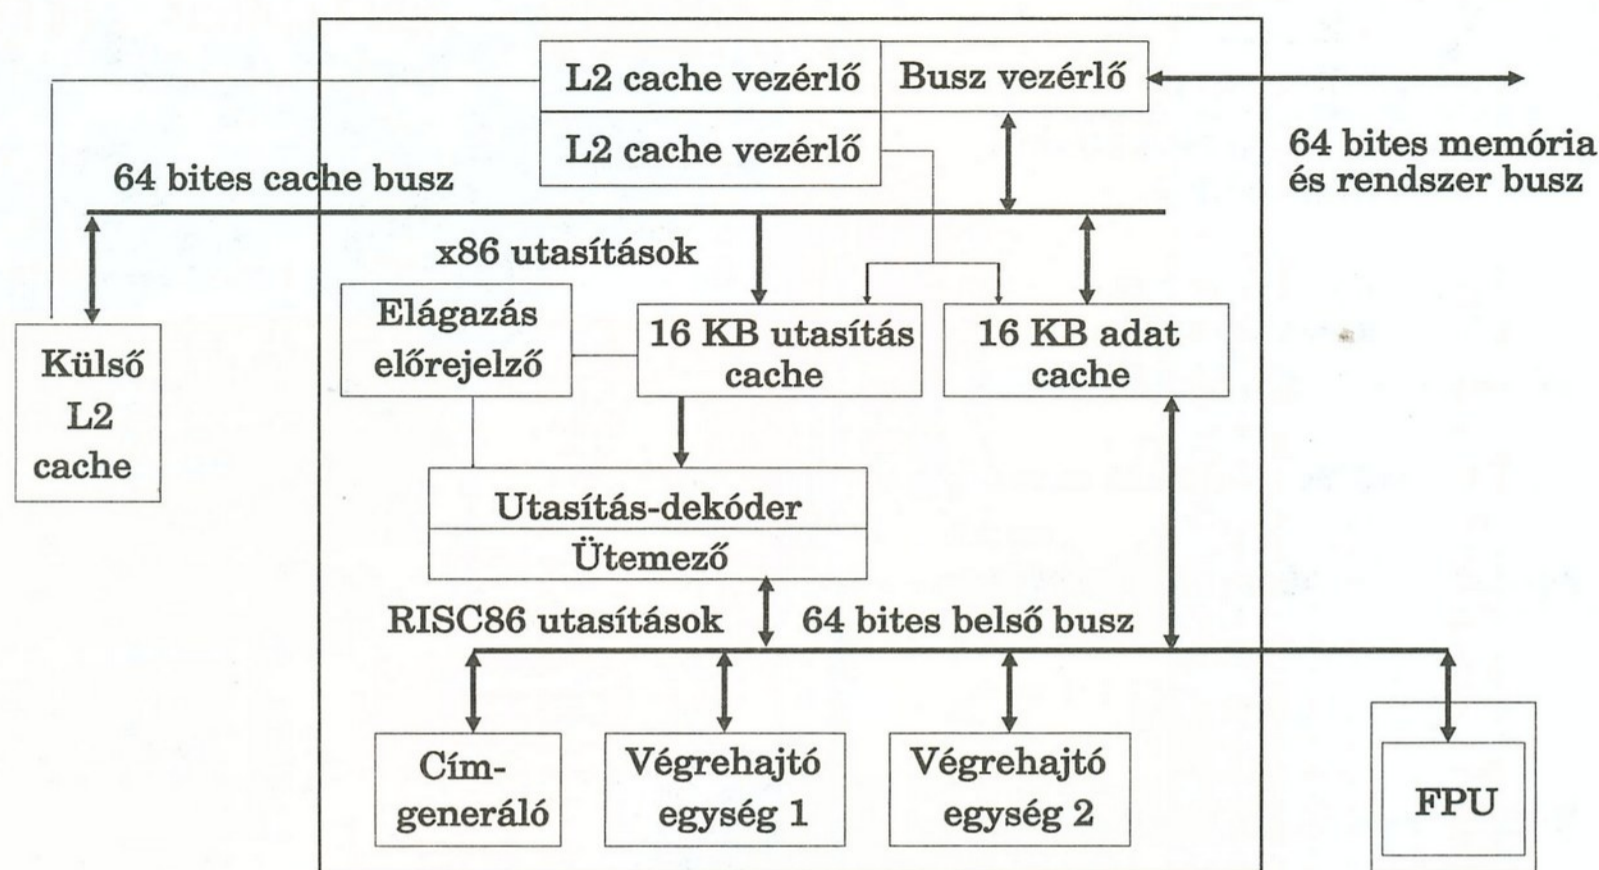 L2 cache vezérlő
Busz vezérlő
L2 cache vezérlő
64 bites memória
és rendszer busz
64 bites cache busz
x86 utasítások
Elágazás
előrejelző
16 KB utasítás
cache
16 KB adat
cache
Külső
L2
cache
Utasítás-dekóder
Ütemező
RISC86 utasítások
64 bites belső busz
Cím-
generáló
Végrehajtó
egység 1
Végrehajtó
egység 2
FPU